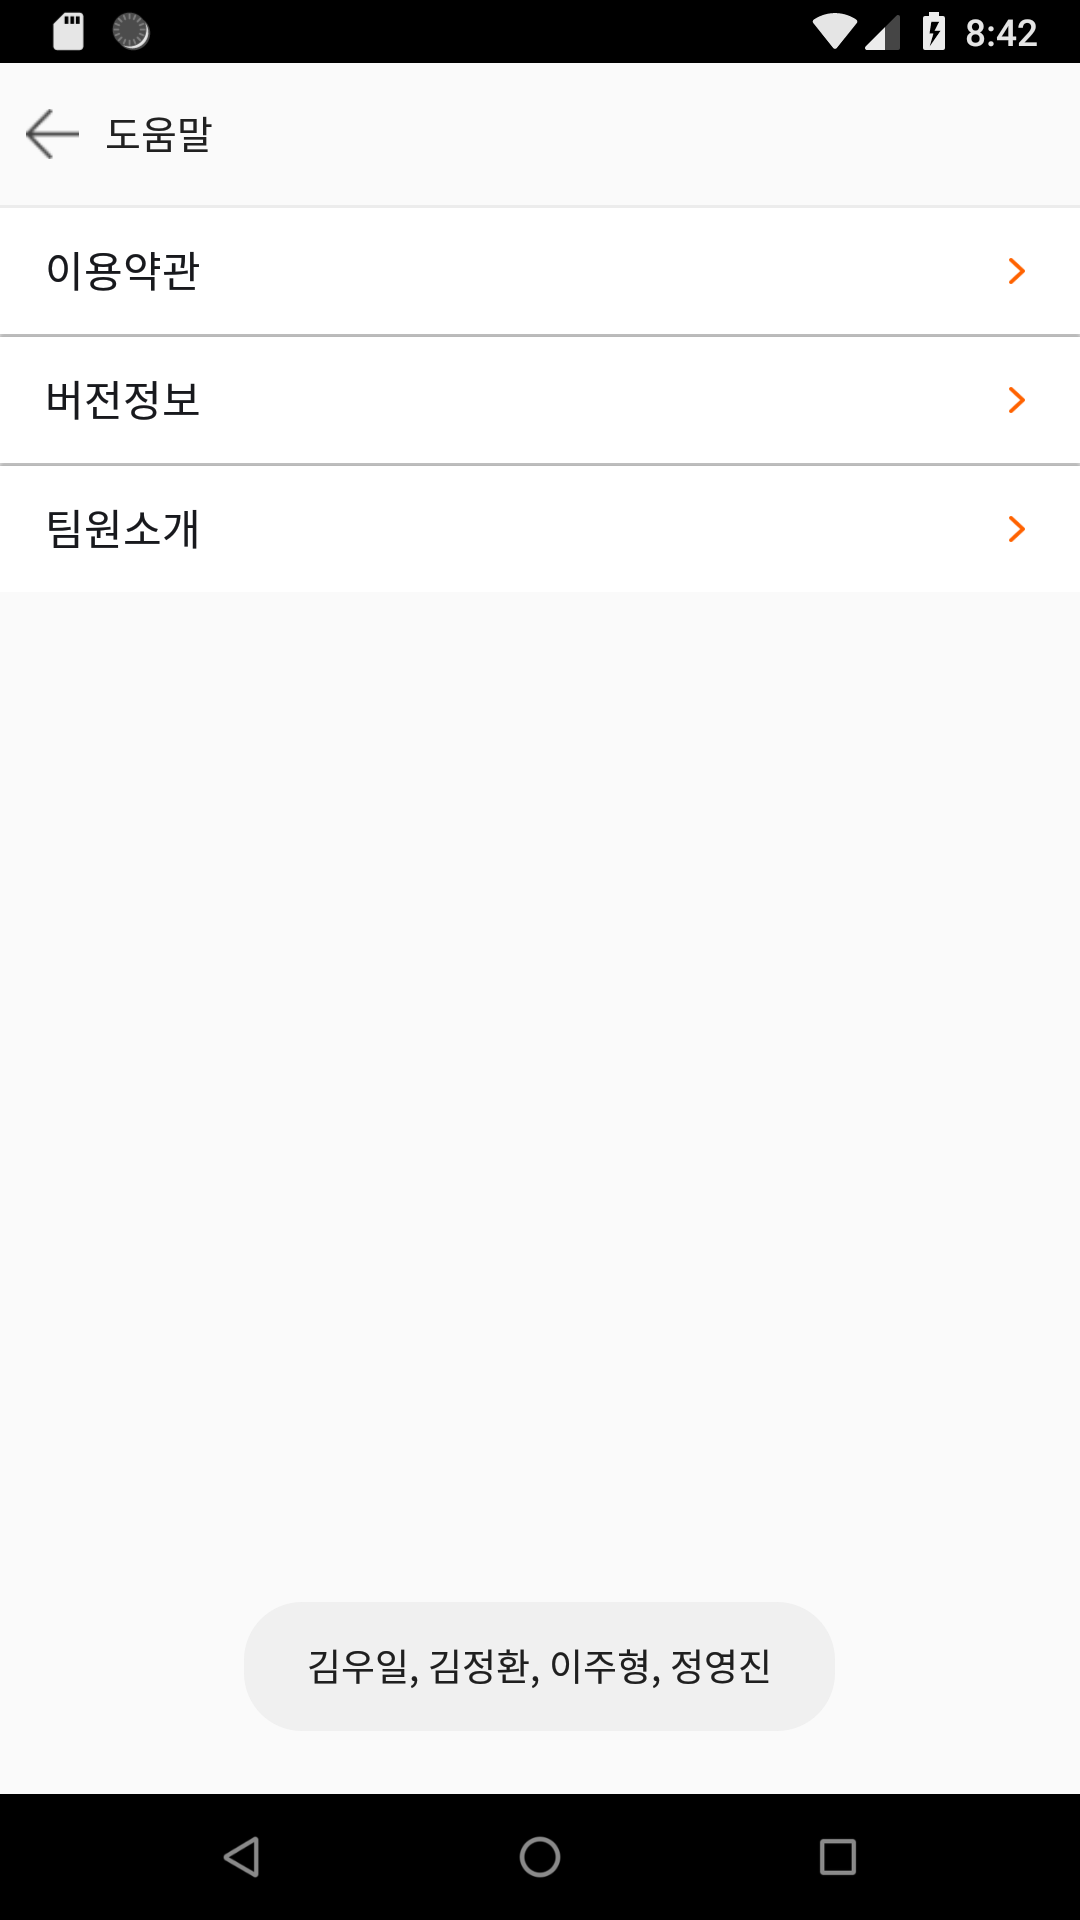 8:42
도움말
이용약관
버전정보
팀원소개
김우일, 김정환, 이주형, 정영진